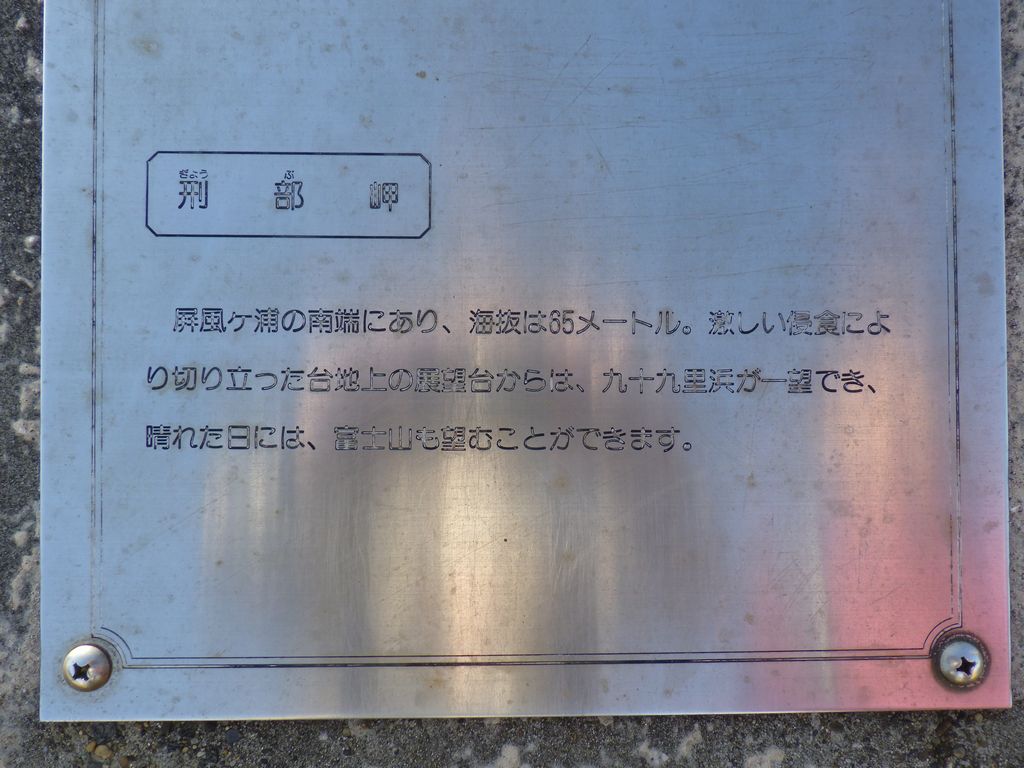 ぎょう ぶ
刑部岬
屏風ケ浦の南端にあり、海抜は65メートル。激しい侵食によ
り切り立った台地上の展望台からは、九十九里浜が一望でき、
晴れた日には、富士山も望むことができます。